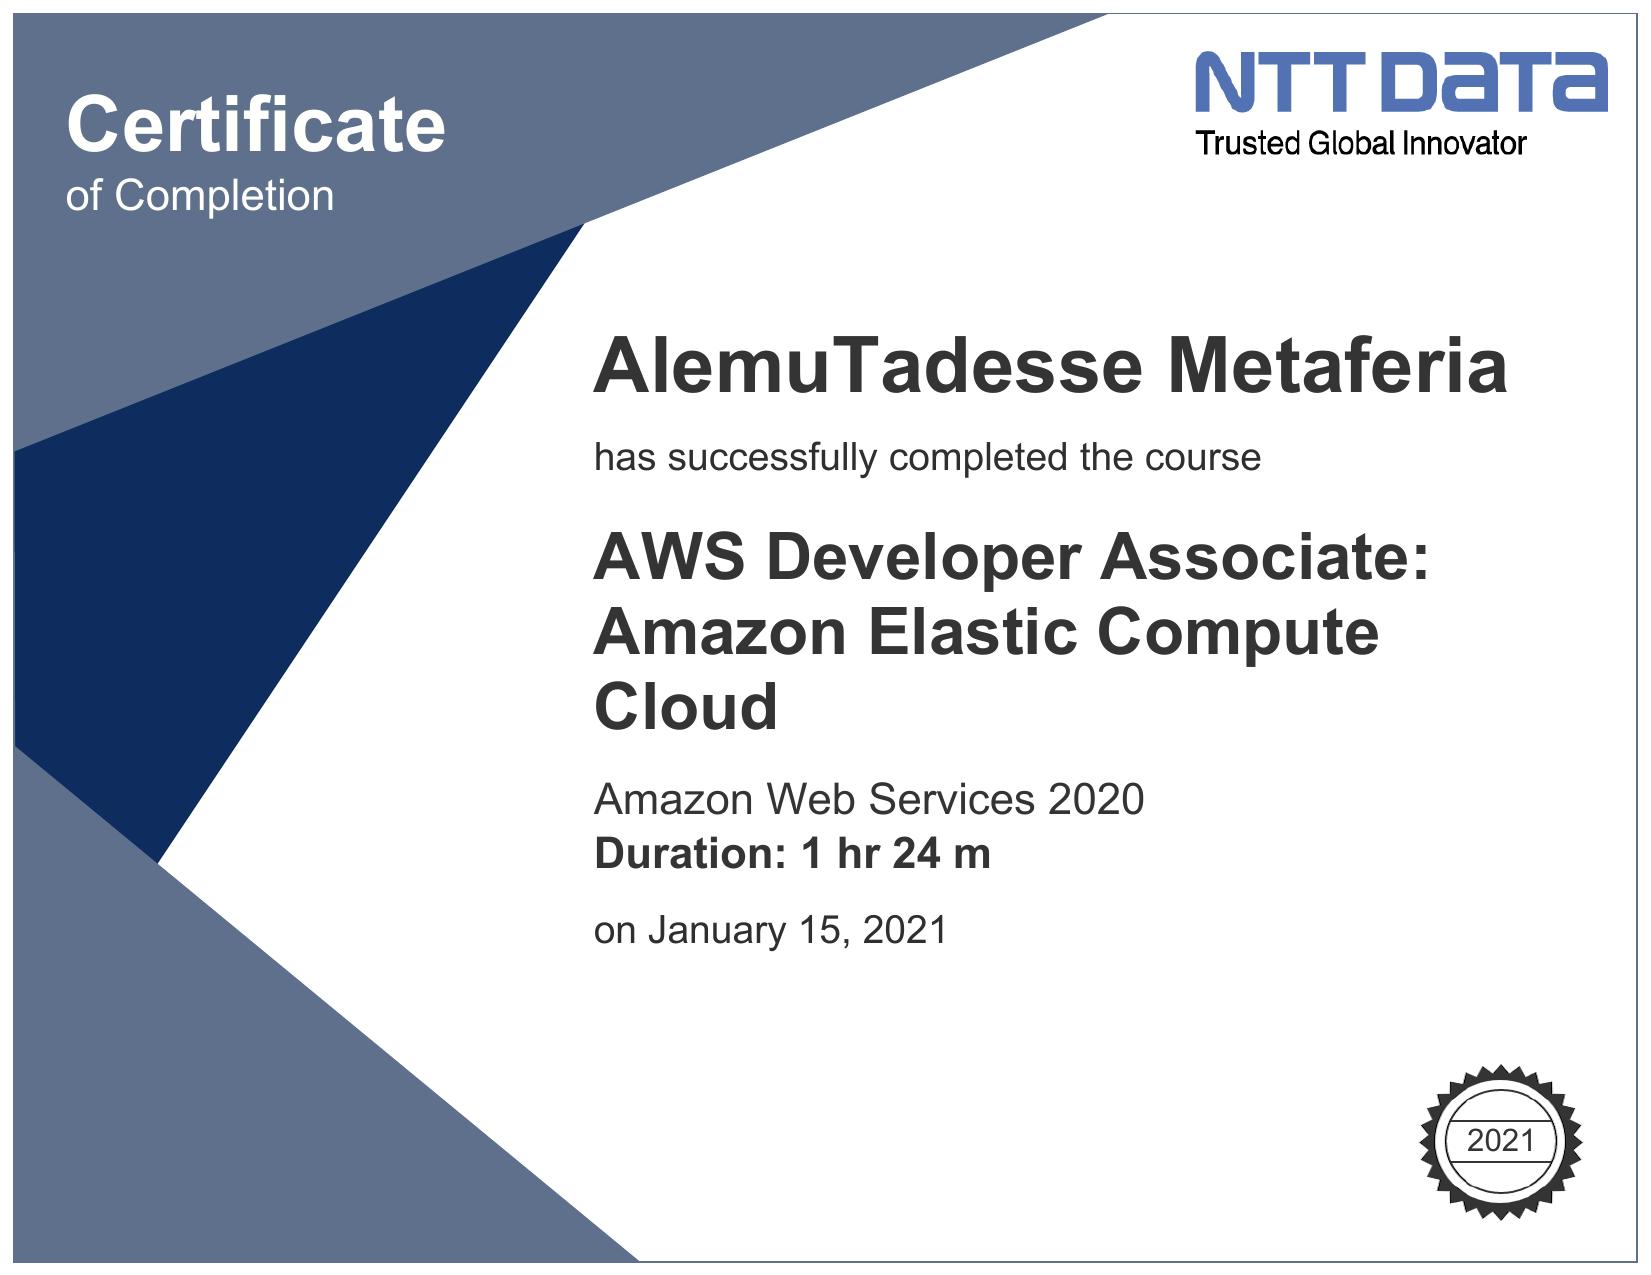 Certificate
of Completion
NTT DATA
Trusted Global Innovator
AlemuTadesse Metaferia
has successfully completed the course
AWS Developer Associate:
Amazon Elastic Compute
Cloud
Amazon Web Services 2020
Duration: 1 hr 24 m
on January 15, 2021
2021